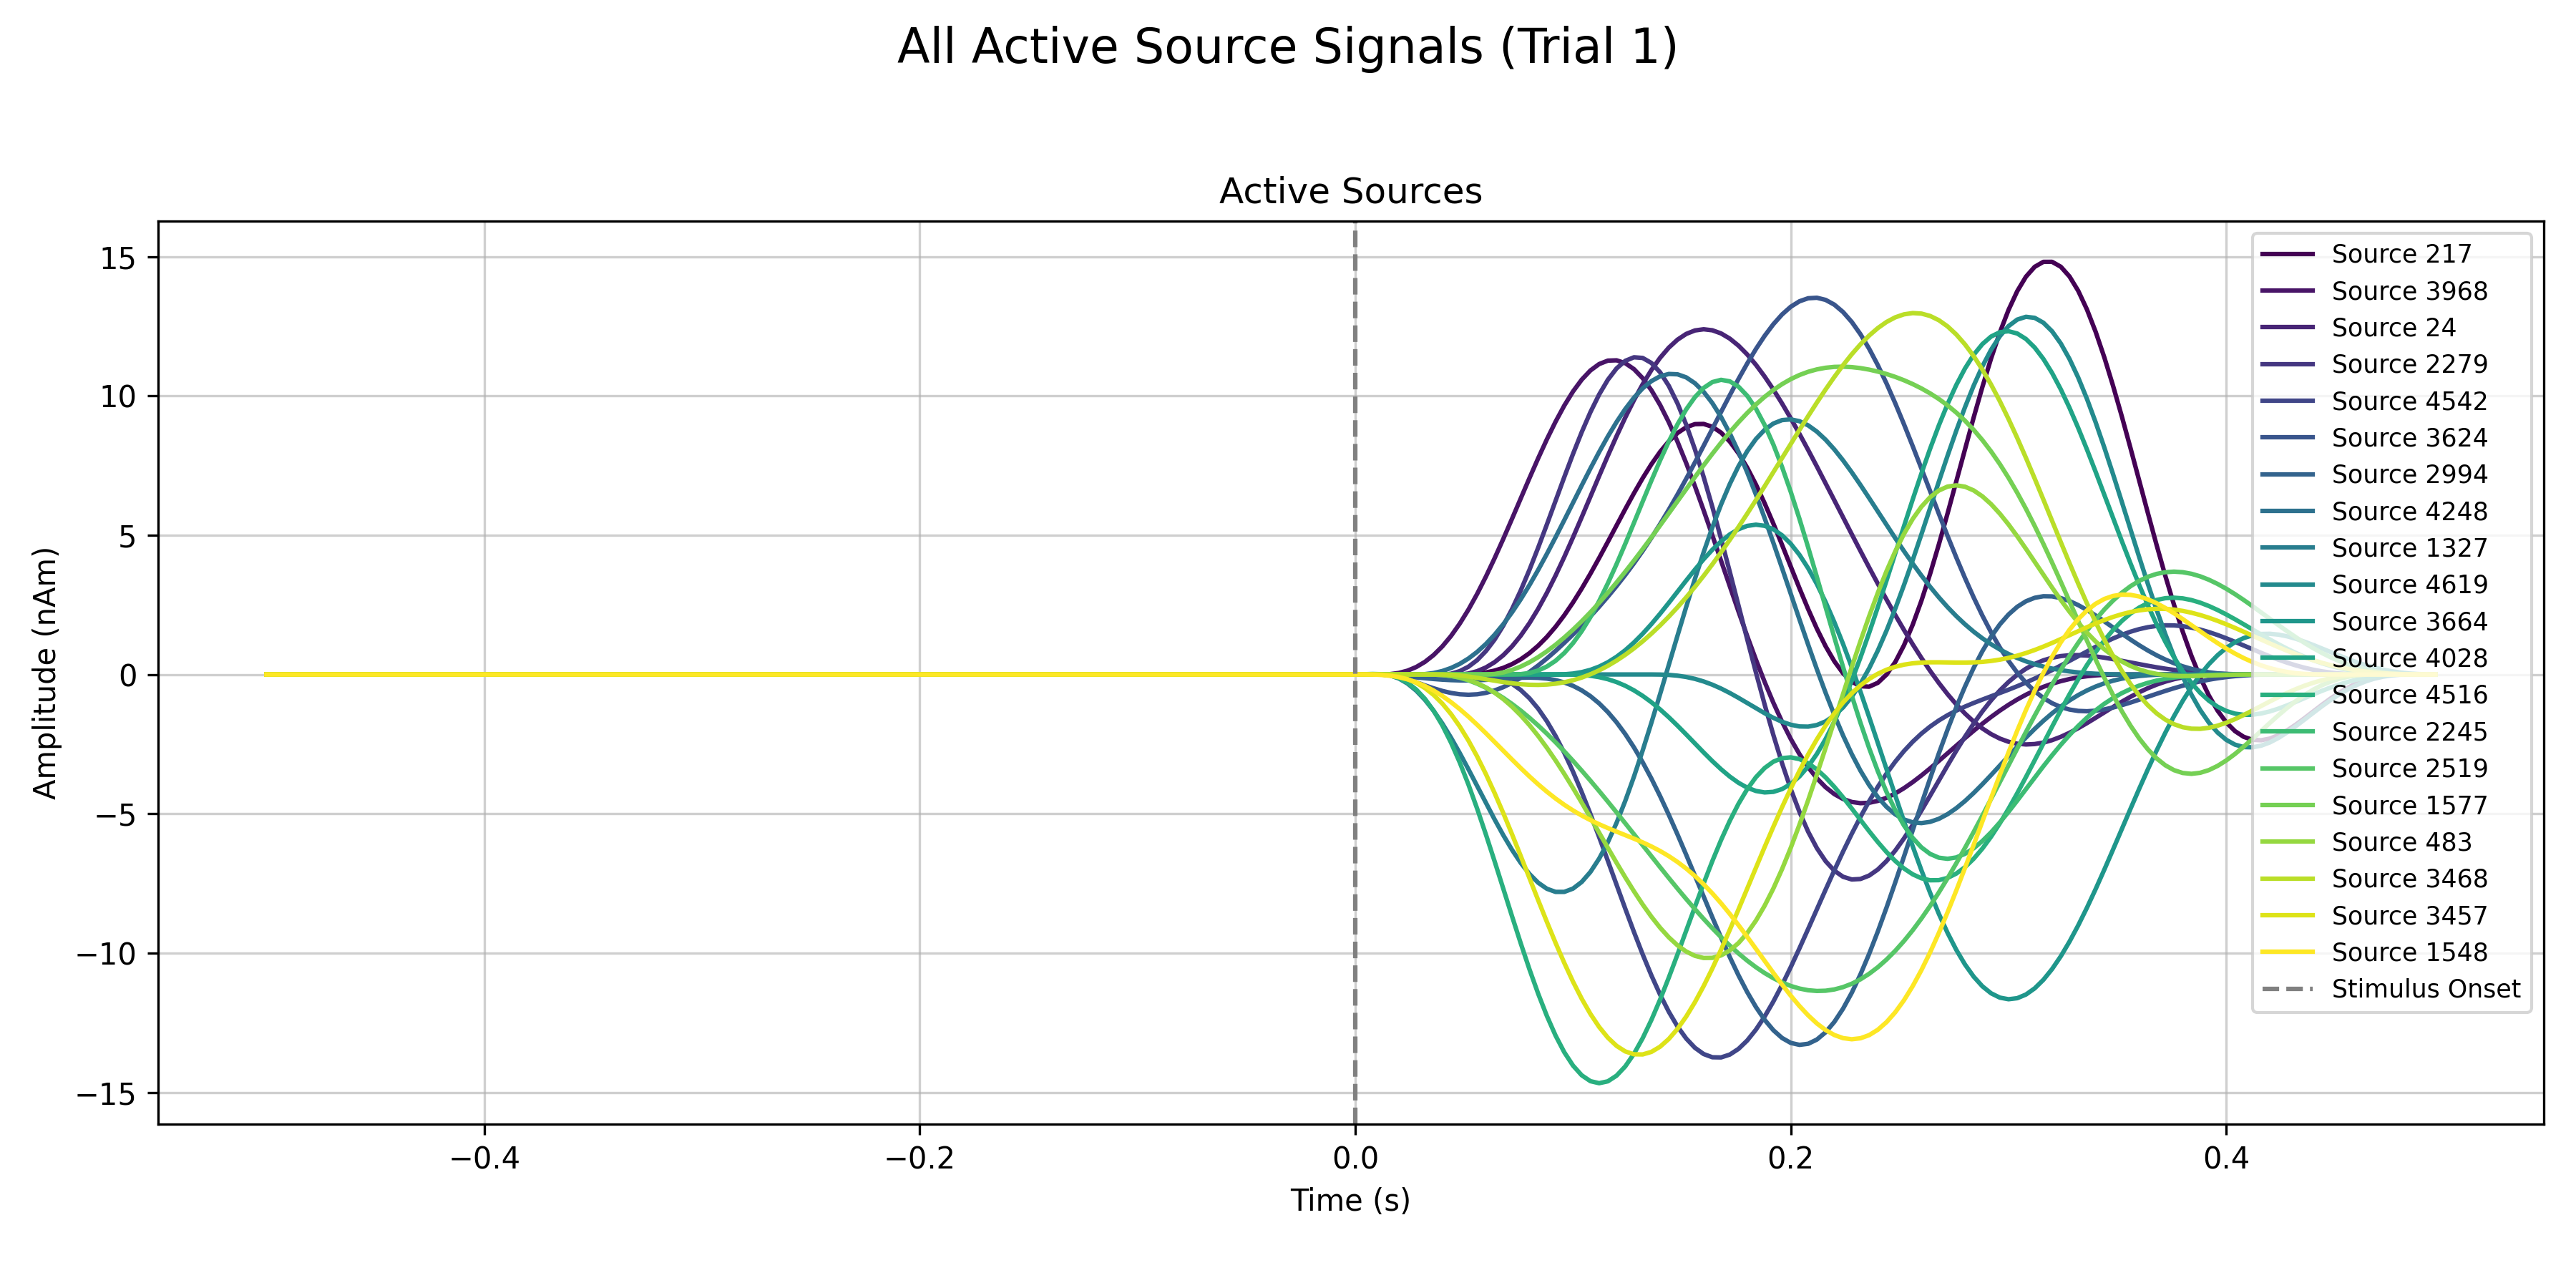 All Active Source Signals (Trial 1)
Active Sources
Amplitude (nAm)
15
10
5
0
−5
−10
−15
−0.4
−0.2
0.0
0.2
0.4
Time (s)
Source 217
Source 3968
Source 24
Source 2279
Source 4542
Source 3624
Source 2994
Source 4248
Source 1327
Source 4619
Source 3664
Source 4028
Source 4516
Source 2245
Source 2519
Source 1577
Source 483
Source 3468
Source 3457
Source 1548
Stimulus Onset